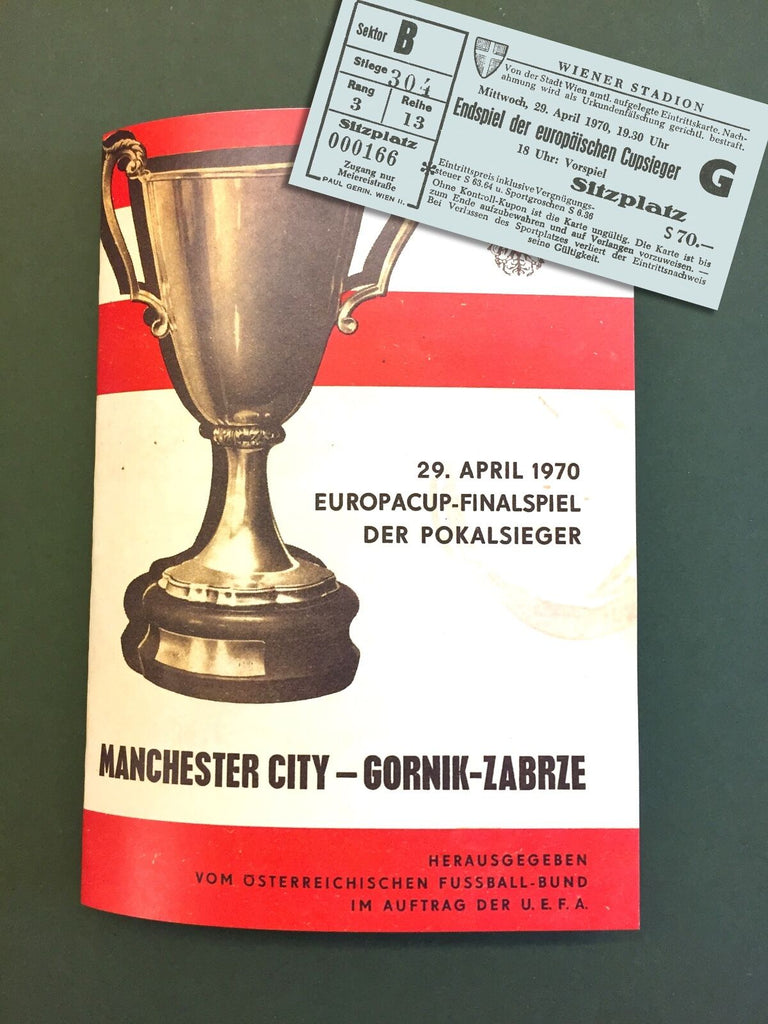 Sektor B
Stiege 304
Rang 3
Reihe 13
Sitzplatz
000166
Zugang nur
Meiereistraße
PAUL GERIN, WIEN II.
WIENER STADION
Von der Stadt Wien amtl. aufgelegte Eintrittskarte. Nach-
ahmung wird als Urkundenfälschung gerichtl. bestraft.
Mittwoch, 29. April 1970, 19.30 Uhr
Endspiel der europäischen Cupsieger
18 Uhr: Vorspiel
Sitzplatz
G
* Eintrittspreis inklusive Vergnügungs-
steuer S 63.64 u. Sportgroschen S 6.36
S 70.—
Ohne Kontroll-Kupon ist die Karte ungültig. Die Karte ist bis
zum Ende aufzubewahren und auf Verlangen vorzuweisen. —
Bei Verlassen des Sportplatzes verliert der Eintrittsnachweis
seine Gültigkeit.
29. APRIL 1970
EUROPACUP-FINALSPIEL
DER POKALSIEGER
MANCHESTER CITY – GORNIK-ZABRZE
HERAUSGEGEBEN
VOM ÖSTERREICHISCHEN FUSSBALL-BUND
IM AUFTRAG DER U.E.F.A.